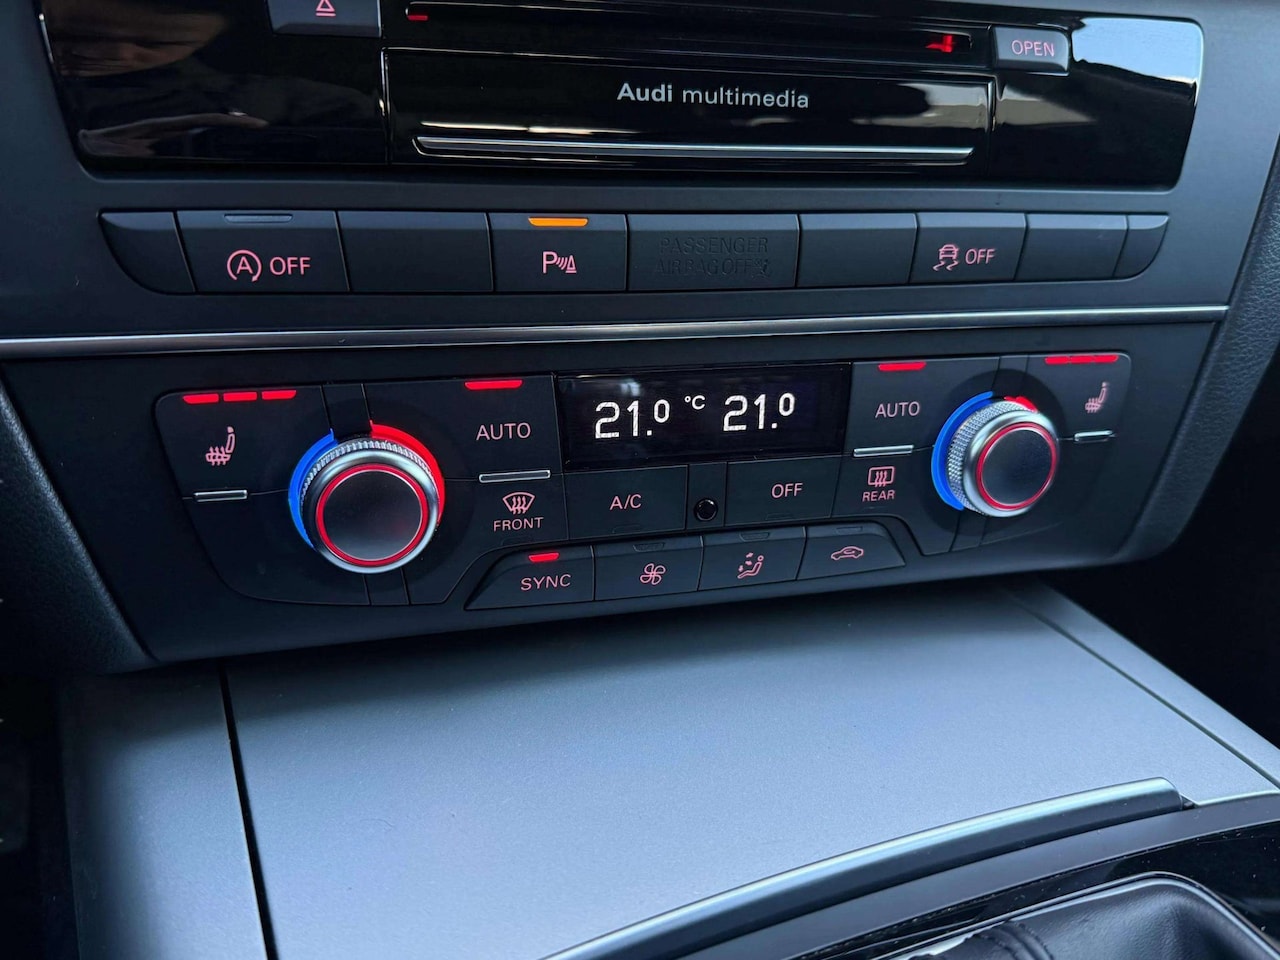 OPEN
Audi multimedia
OFF
P
PASSENGER
AIRBAG OFF
OFF
AUTO
21.0 °C 21.0
AUTO
FRONT
A/C
OFF
REAR
SYNC